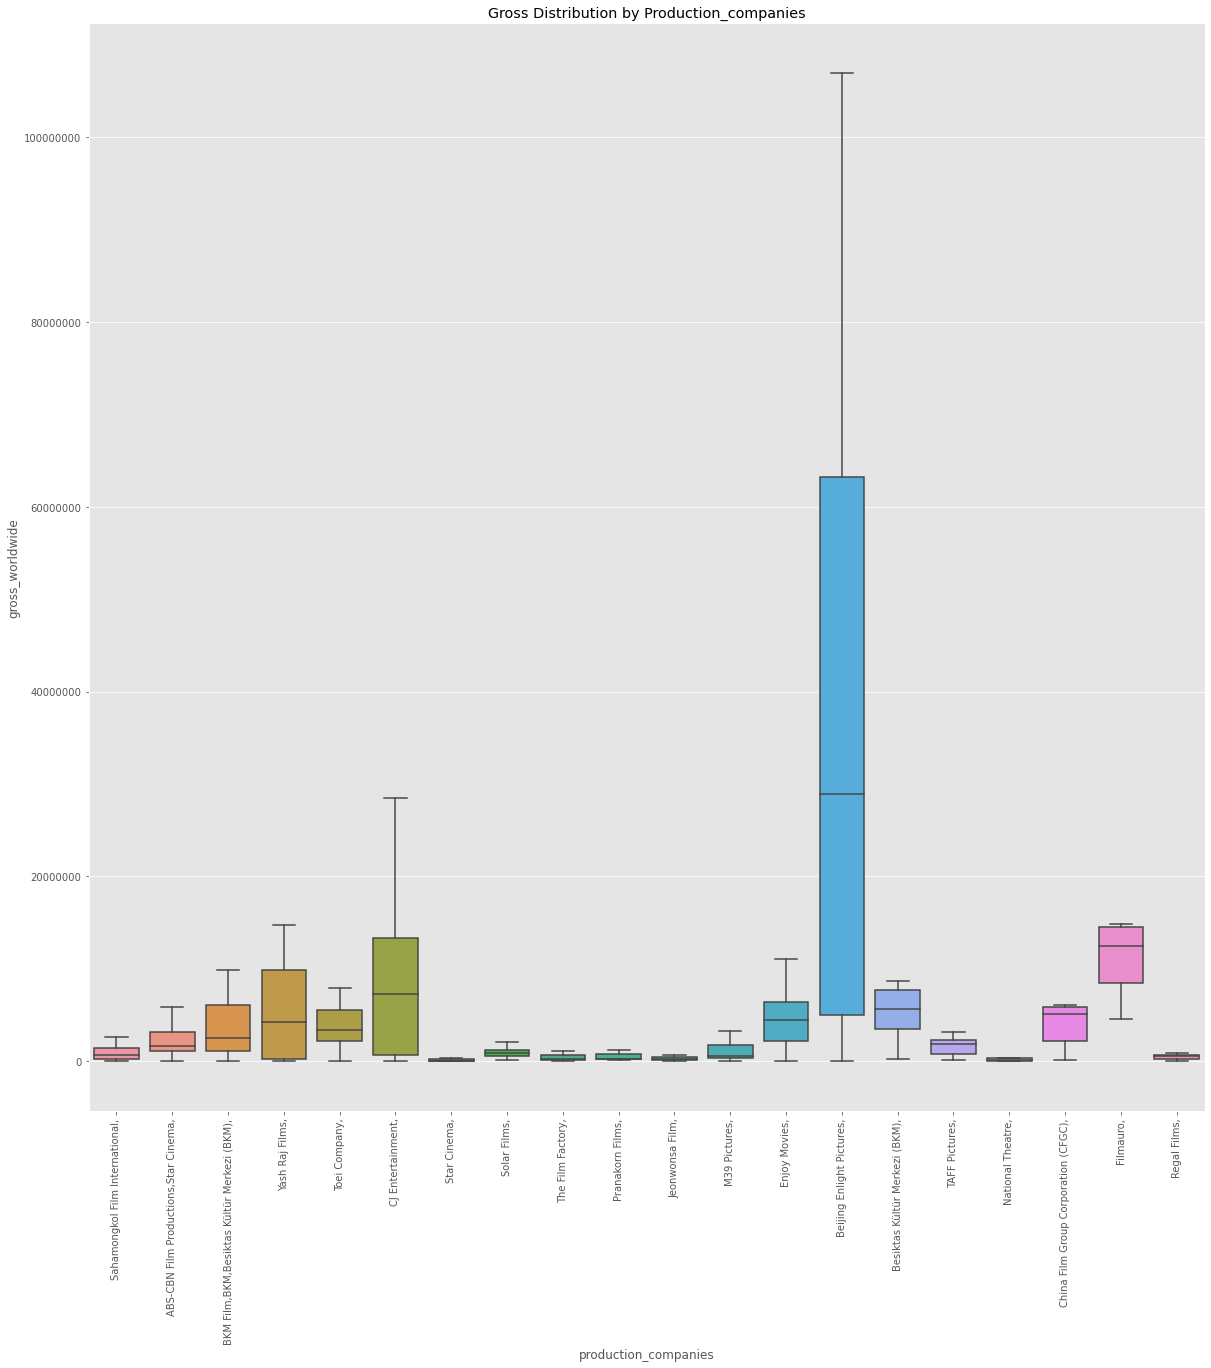 Gross Distribution by Production_companies
100000000
80000000
60000000
40000000
20000000
0
gross_worldwide
Sahamongkol Film International,
ABS-CBN Film Productions,Star Cinema,
BKM Film,BKM,Besiktas Kültür Merkezi (BKM),
Yash Raj Films,
Toei Company,
CJ Entertainment,
Star Cinema,
Solar Films,
The Film Factory,
Pranakorn Films,
Jeonwonsa Film,
M39 Pictures,
Enjoy Movies,
Beijing Enlight Pictures,
Besiktas Kültür Merkezi (BKM),
TAFF Pictures,
National Theatre,
China Film Group Corporation (CFGC),
Filmauro,
Regal Films,
production_companies